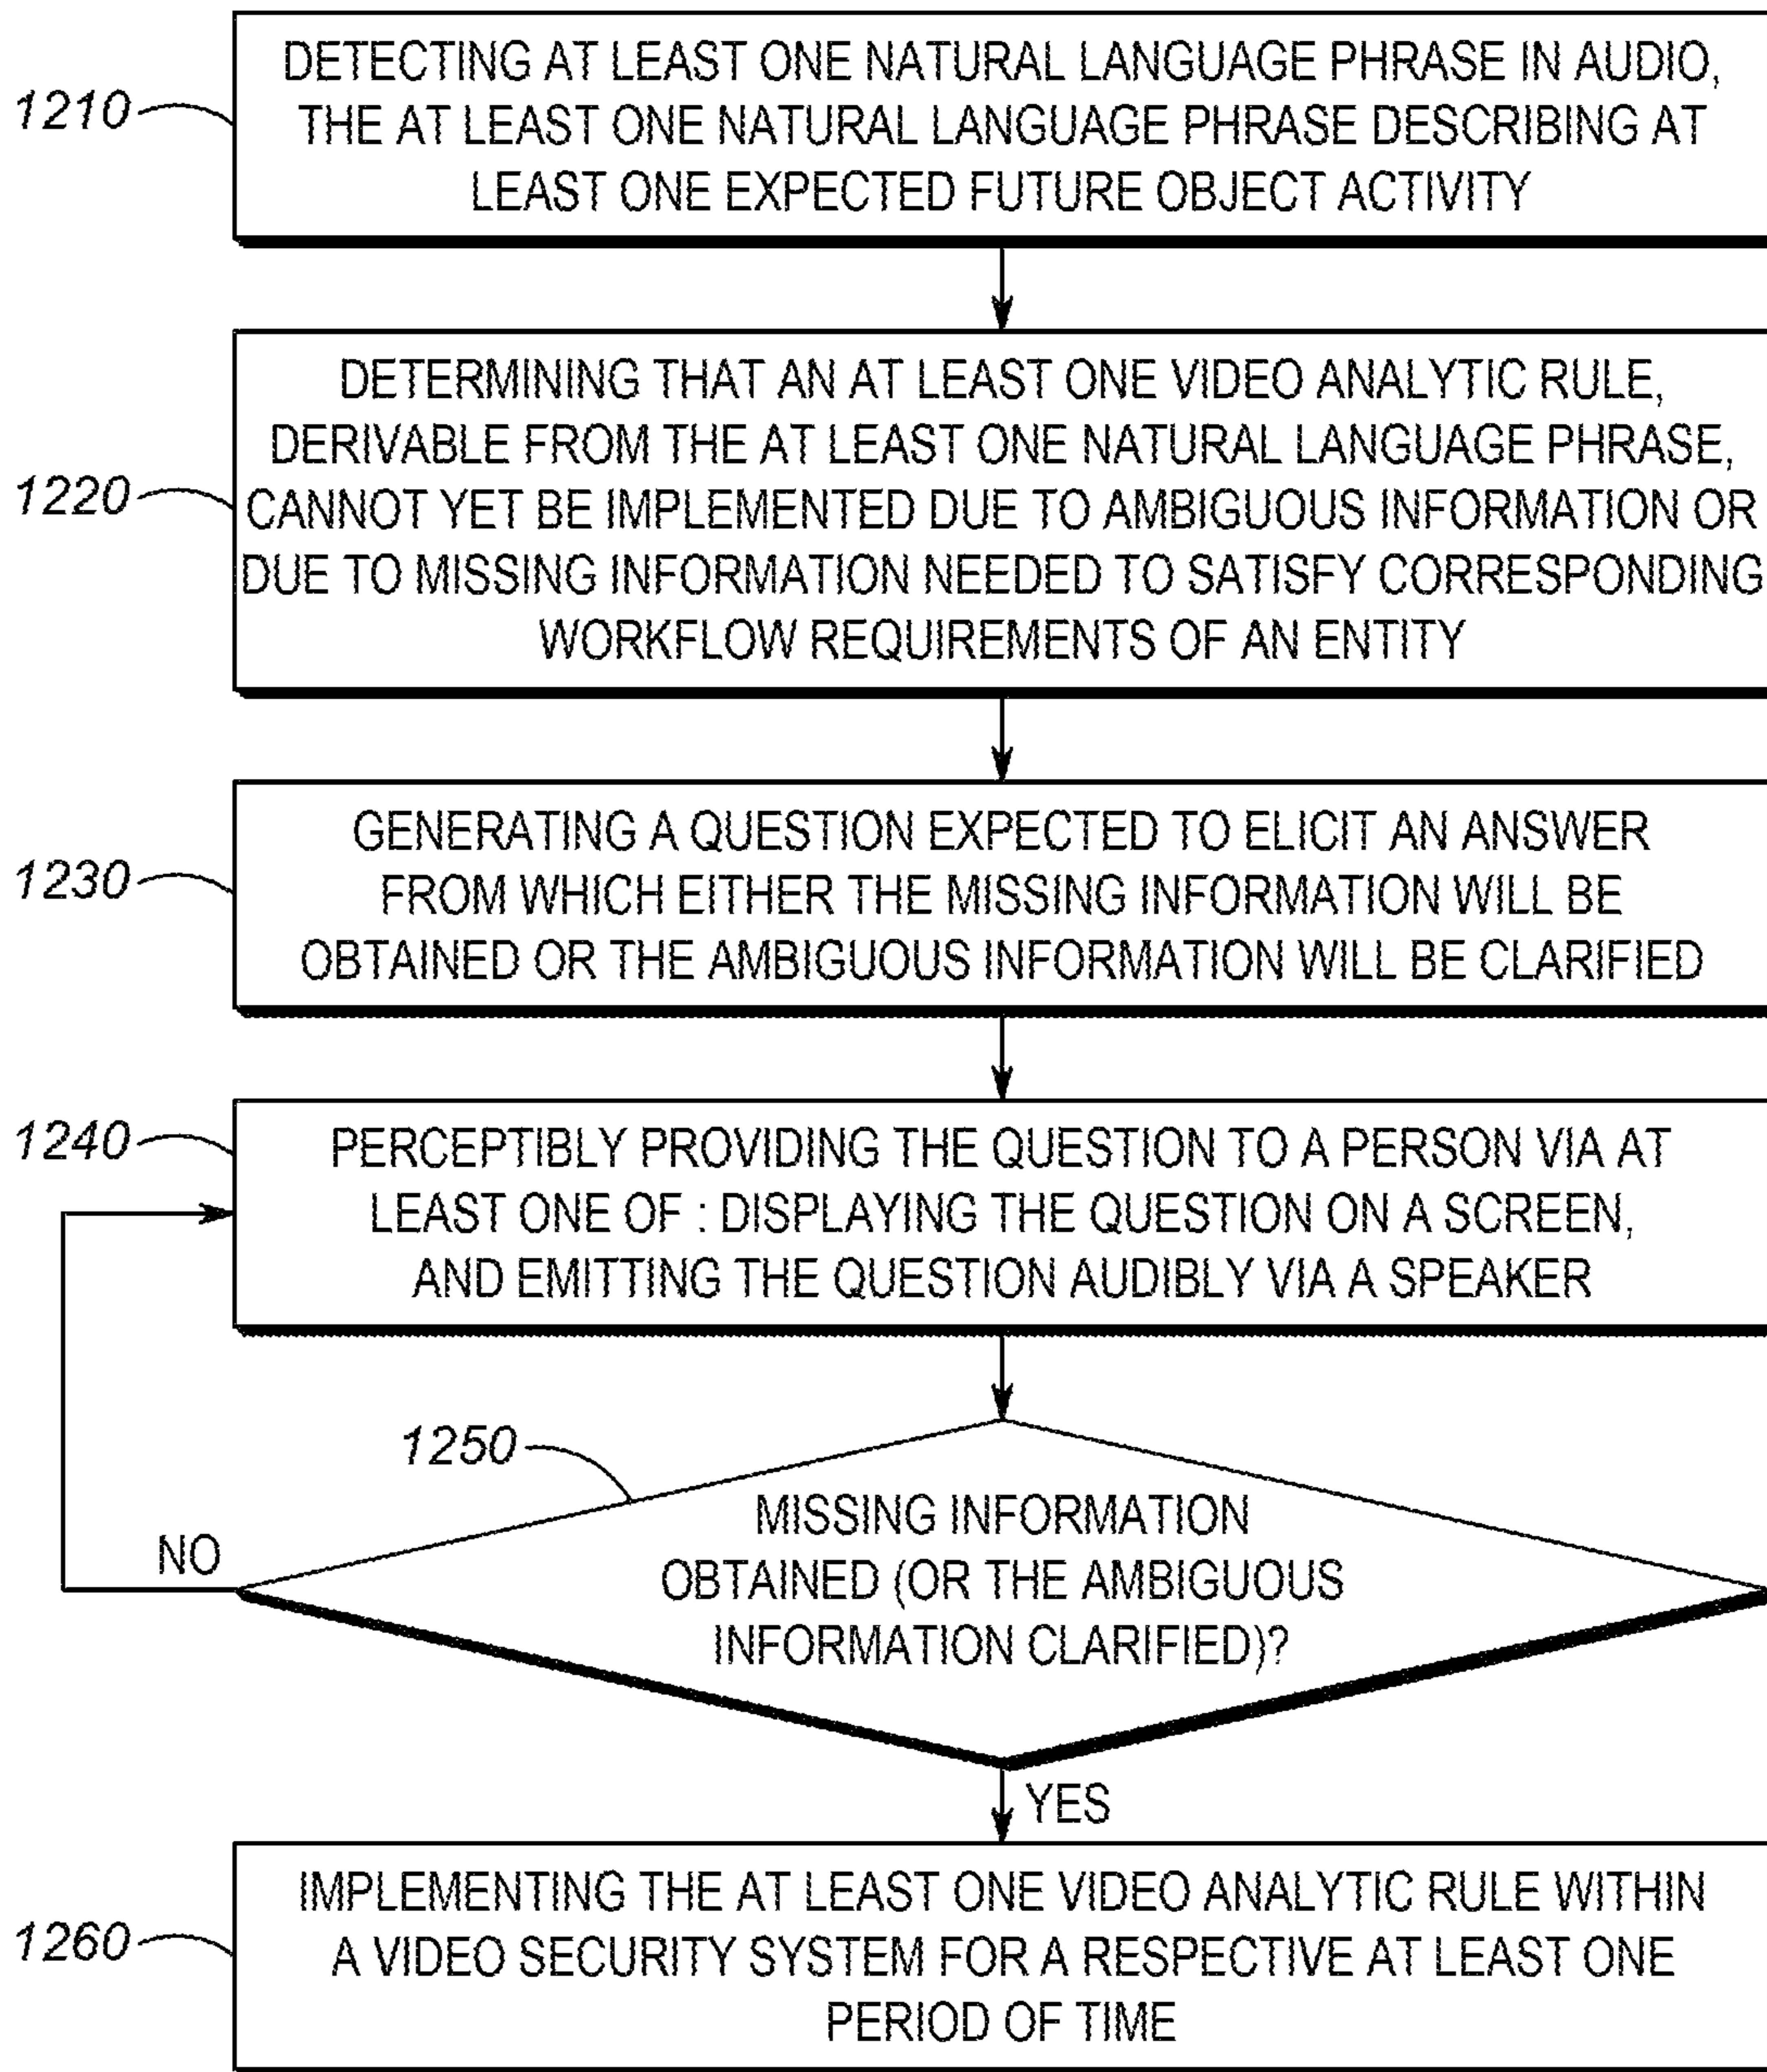 1210
DETECTING AT LEAST ONE NATURAL LANGUAGE PHRASE IN AUDIO,
THE AT LEAST ONE NATURAL LANGUAGE PHRASE DESCRIBING AT
LEAST ONE EXPECTED FUTURE OBJECT ACTIVITY
1220
DETERMINING THAT AN AT LEAST ONE VIDEO ANALYTIC RULE,
DERIVABLE FROM THE AT LEAST ONE NATURAL LANGUAGE PHRASE,
CANNOT YET BE IMPLEMENTED DUE TO AMBIGUOUS INFORMATION OR
DUE TO MISSING INFORMATION NEEDED TO SATISFY CORRESPONDING
WORKFLOW REQUIREMENTS OF AN ENTITY
1230
GENERATING A QUESTION EXPECTED TO ELICIT AN ANSWER
FROM WHICH EITHER THE MISSING INFORMATION WILL BE
OBTAINED OR THE AMBIGUOUS INFORMATION WILL BE CLARIFIED
1240
PERCEPTIBLY PROVIDING THE QUESTION TO A PERSON VIA AT
LEAST ONE OF : DISPLAYING THE QUESTION ON A SCREEN,
AND EMITTING THE QUESTION AUDIBLY VIA A SPEAKER
1250
MISSING INFORMATION
OBTAINED (OR THE AMBIGUOUS
INFORMATION CLARIFIED)?
NO
YES
1260
IMPLEMENTING THE AT LEAST ONE VIDEO ANALYTIC RULE WITHIN
A VIDEO SECURITY SYSTEM FOR A RESPECTIVE AT LEAST ONE
PERIOD OF TIME